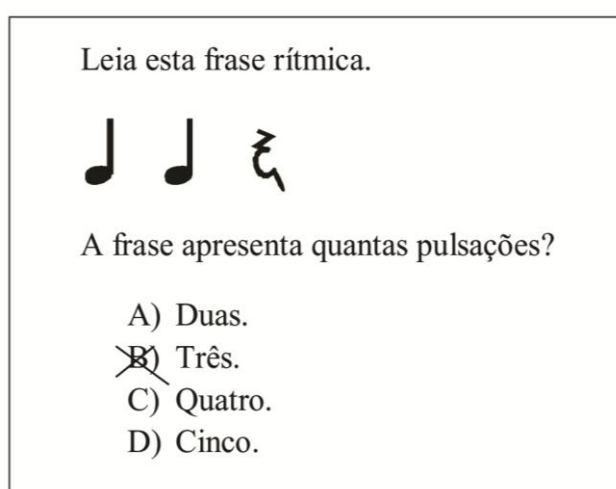 Leia esta frase rítmica.
A frase apresenta quantas pulsações?
A) Duas.
B) Três.
C) Quatro.
D) Cinco.